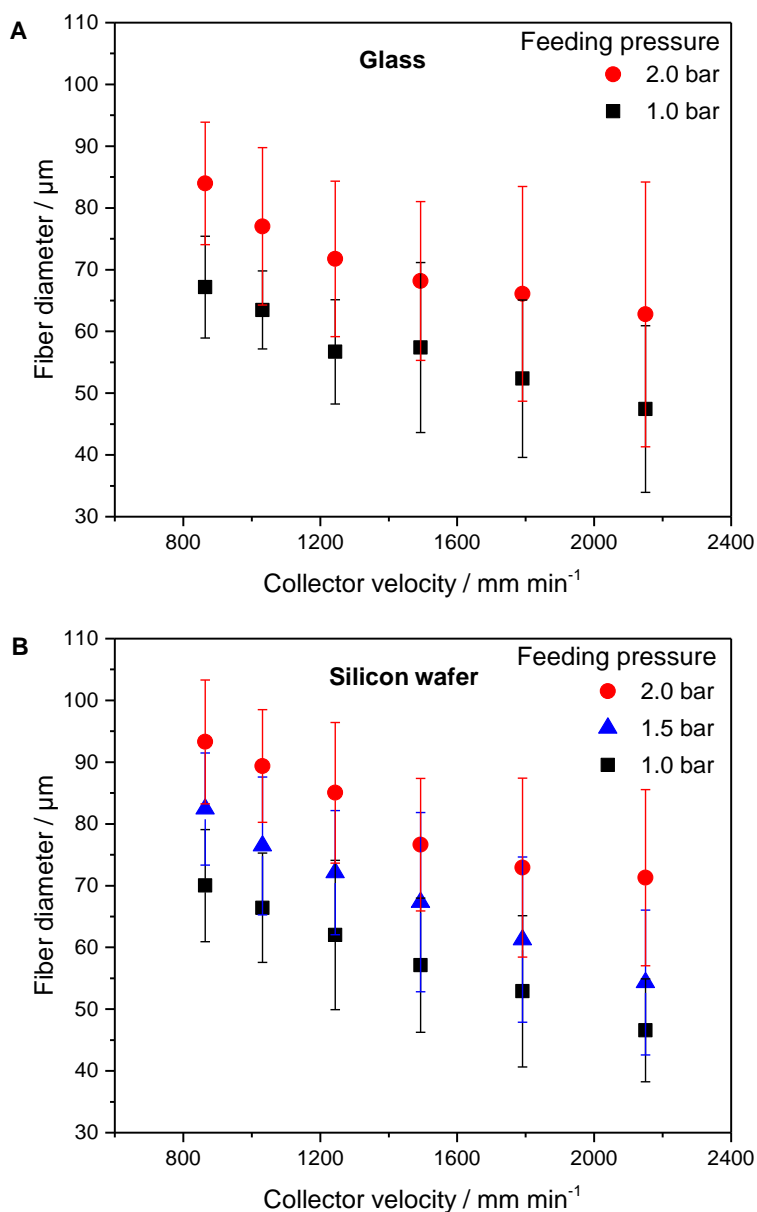 A
Glass
Feeding pressure
2.0 bar
1.0 bar
110
100
90
80
70
60
50
40
30
Fiber diameter / µm
800 1200 1600 2000 2400
Collector velocity / mm min⁻¹
B
Silicon wafer
Feeding pressure
2.0 bar
1.5 bar
1.0 bar
110
100
90
80
70
60
50
40
30
Fiber diameter / µm
800 1200 1600 2000 2400
Collector velocity / mm min⁻¹